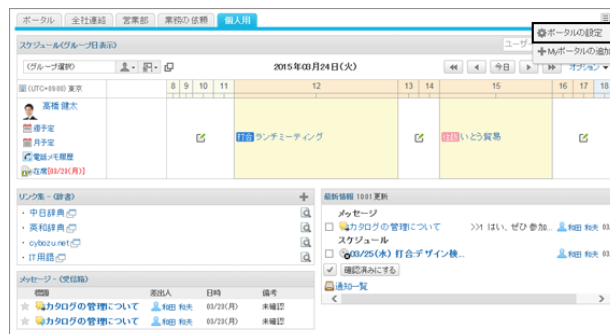 ポータル 全社連絡 営業部 業務の依頼 個人用
ポータルの設定
Myポータルの追加
スケジュール(グループ日表示)
ユーザー
(グループ選択) 2015年03月24日(火) 今日 オプション
(UTC+09:00) 東京 8 9 10 11 12 13 14 15 16 17 18
高橋 健太
週予定
月予定
電話メモ履歴
在席[03/23(月)]
打合 ランチミーティング
往訪 いとう貿易
リンク集 - (辞書)
・中日辞典
・英和辞典
・cybozu.net
・IT用語
メッセージ - (受信箱)
標題 差出人 日時 備考
カタログの管理について 和田 和夫 03/23(月) 未確認
カタログの管理について 和田 和夫 03/23(月) 未確認
最新情報 10:01更新
メッセージ
カタログの管理について >>1 はい、ぜひ参加... 和田 和夫 03
スケジュール
03/25(水) 打合:デザイン検... 和田 和夫 03
確認済みにする
通知一覧